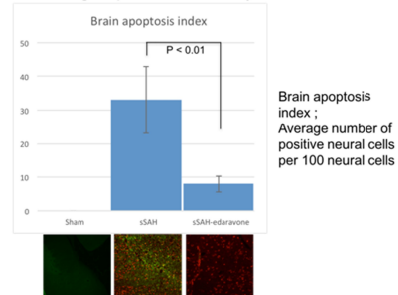 Brain apoptosis index
50
P < 0.01
40
30
20
10
0
Sham
sSAH
sSAH-edaravone
Brain apoptosis
index ;
Average number of
positive neural cells
per 100 neural cells